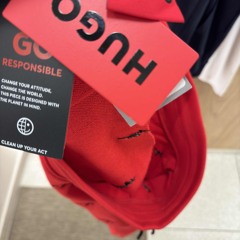 HUGO
GO
RESPONSIBLE
CHANGE YOUR ATTITUDE,
CHANGE THE WORLD.
THIS PIECE IS DESIGNED WITH
THE PLANET IN MIND.
CLEAN UP YOUR ACT